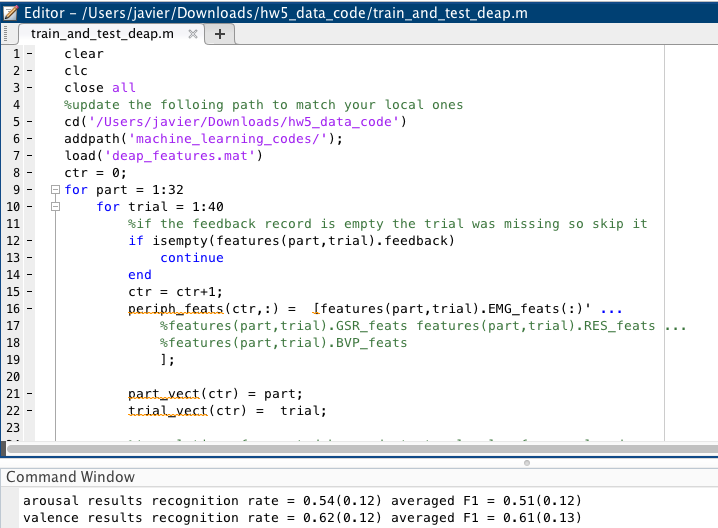 Editor – /Users/javier/Downloads/hw5_data_code/train_and_test_deap.m
train_and_test_deap.m × +
1 – clear
2 – clc
3 – close all
4 %update the folloing path to match your local ones
5 – cd('/Users/javier/Downloads/hw5_data_code')
6 – addpath('machine_learning_codes/');
7 – load('deap_features.mat')
8 – ctr = 0;
9 – for part = 1:32
10 – for trial = 1:40
11 %if the feedback record is empty the trial was missing so skip it
12 – if isempty(features(part,trial).feedback)
13 – continue
14 – end
15 – ctr = ctr+1;
16 – periph_feats(ctr,:) = [features(part,trial).EMG_feats(:)' ...
17 %features(part,trial).GSR_feats features(part,trial).RES_feats ...
18 %features(part,trial).BVP_feats
19 ];
20
21 – part_vect(ctr) = part;
22 – trial_vect(ctr) = trial;
23
Command Window
arousal results recognition rate = 0.54(0.12) averaged F1 = 0.51(0.12)
valence results recognition rate = 0.62(0.12) averaged F1 = 0.61(0.13)